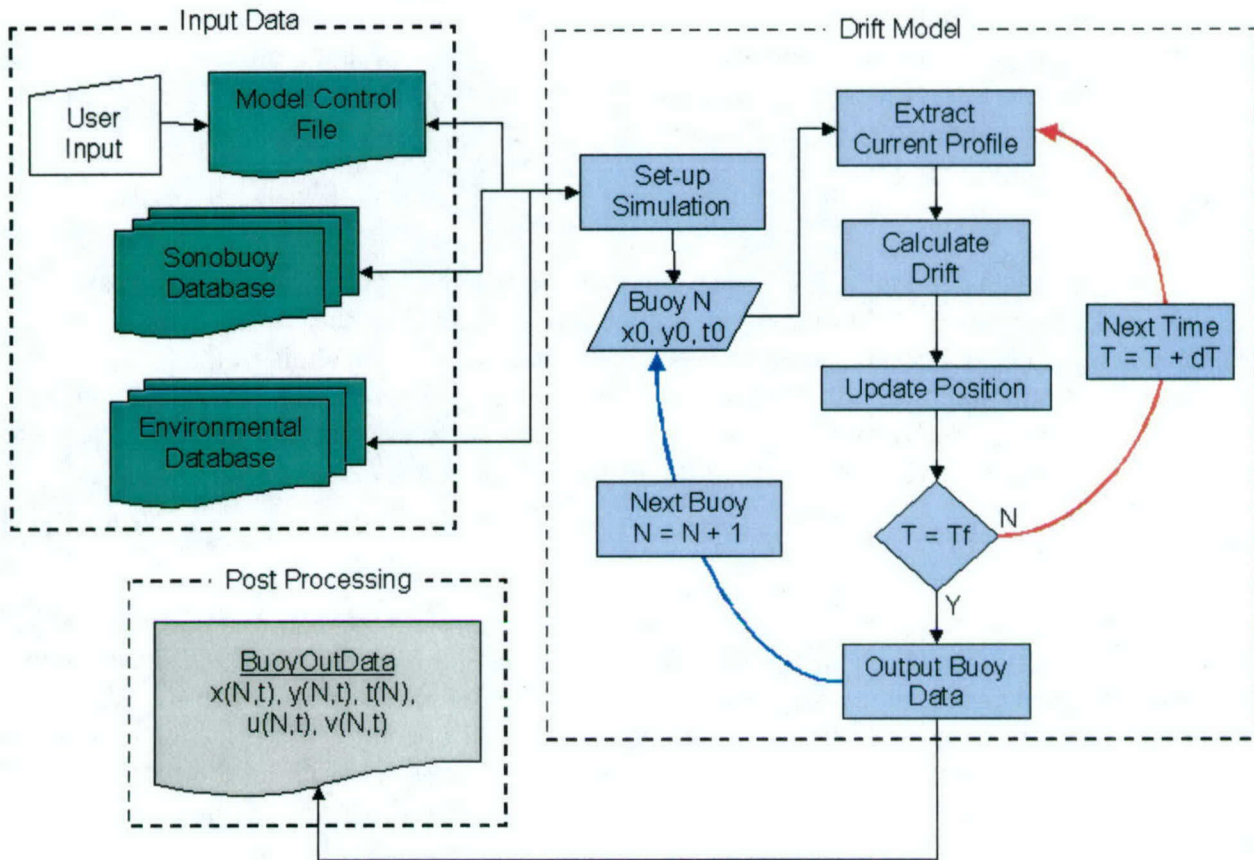 Input Data
User
Input
Model Control
File
Sonobuoy
Database
Environmental
Database
Drift Model
Set-up
Simulation
Buoy N
x0, y0, t0
Extract
Current Profile
Calculate
Drift
Update Position
T = Tf
N
Y
Next Time
T = T + dT
Next Buoy
N = N + 1
Output Buoy
Data
Post Processing
BuoyOutData
x(N,t), y(N,t), t(N),
u(N,t), v(N,t)